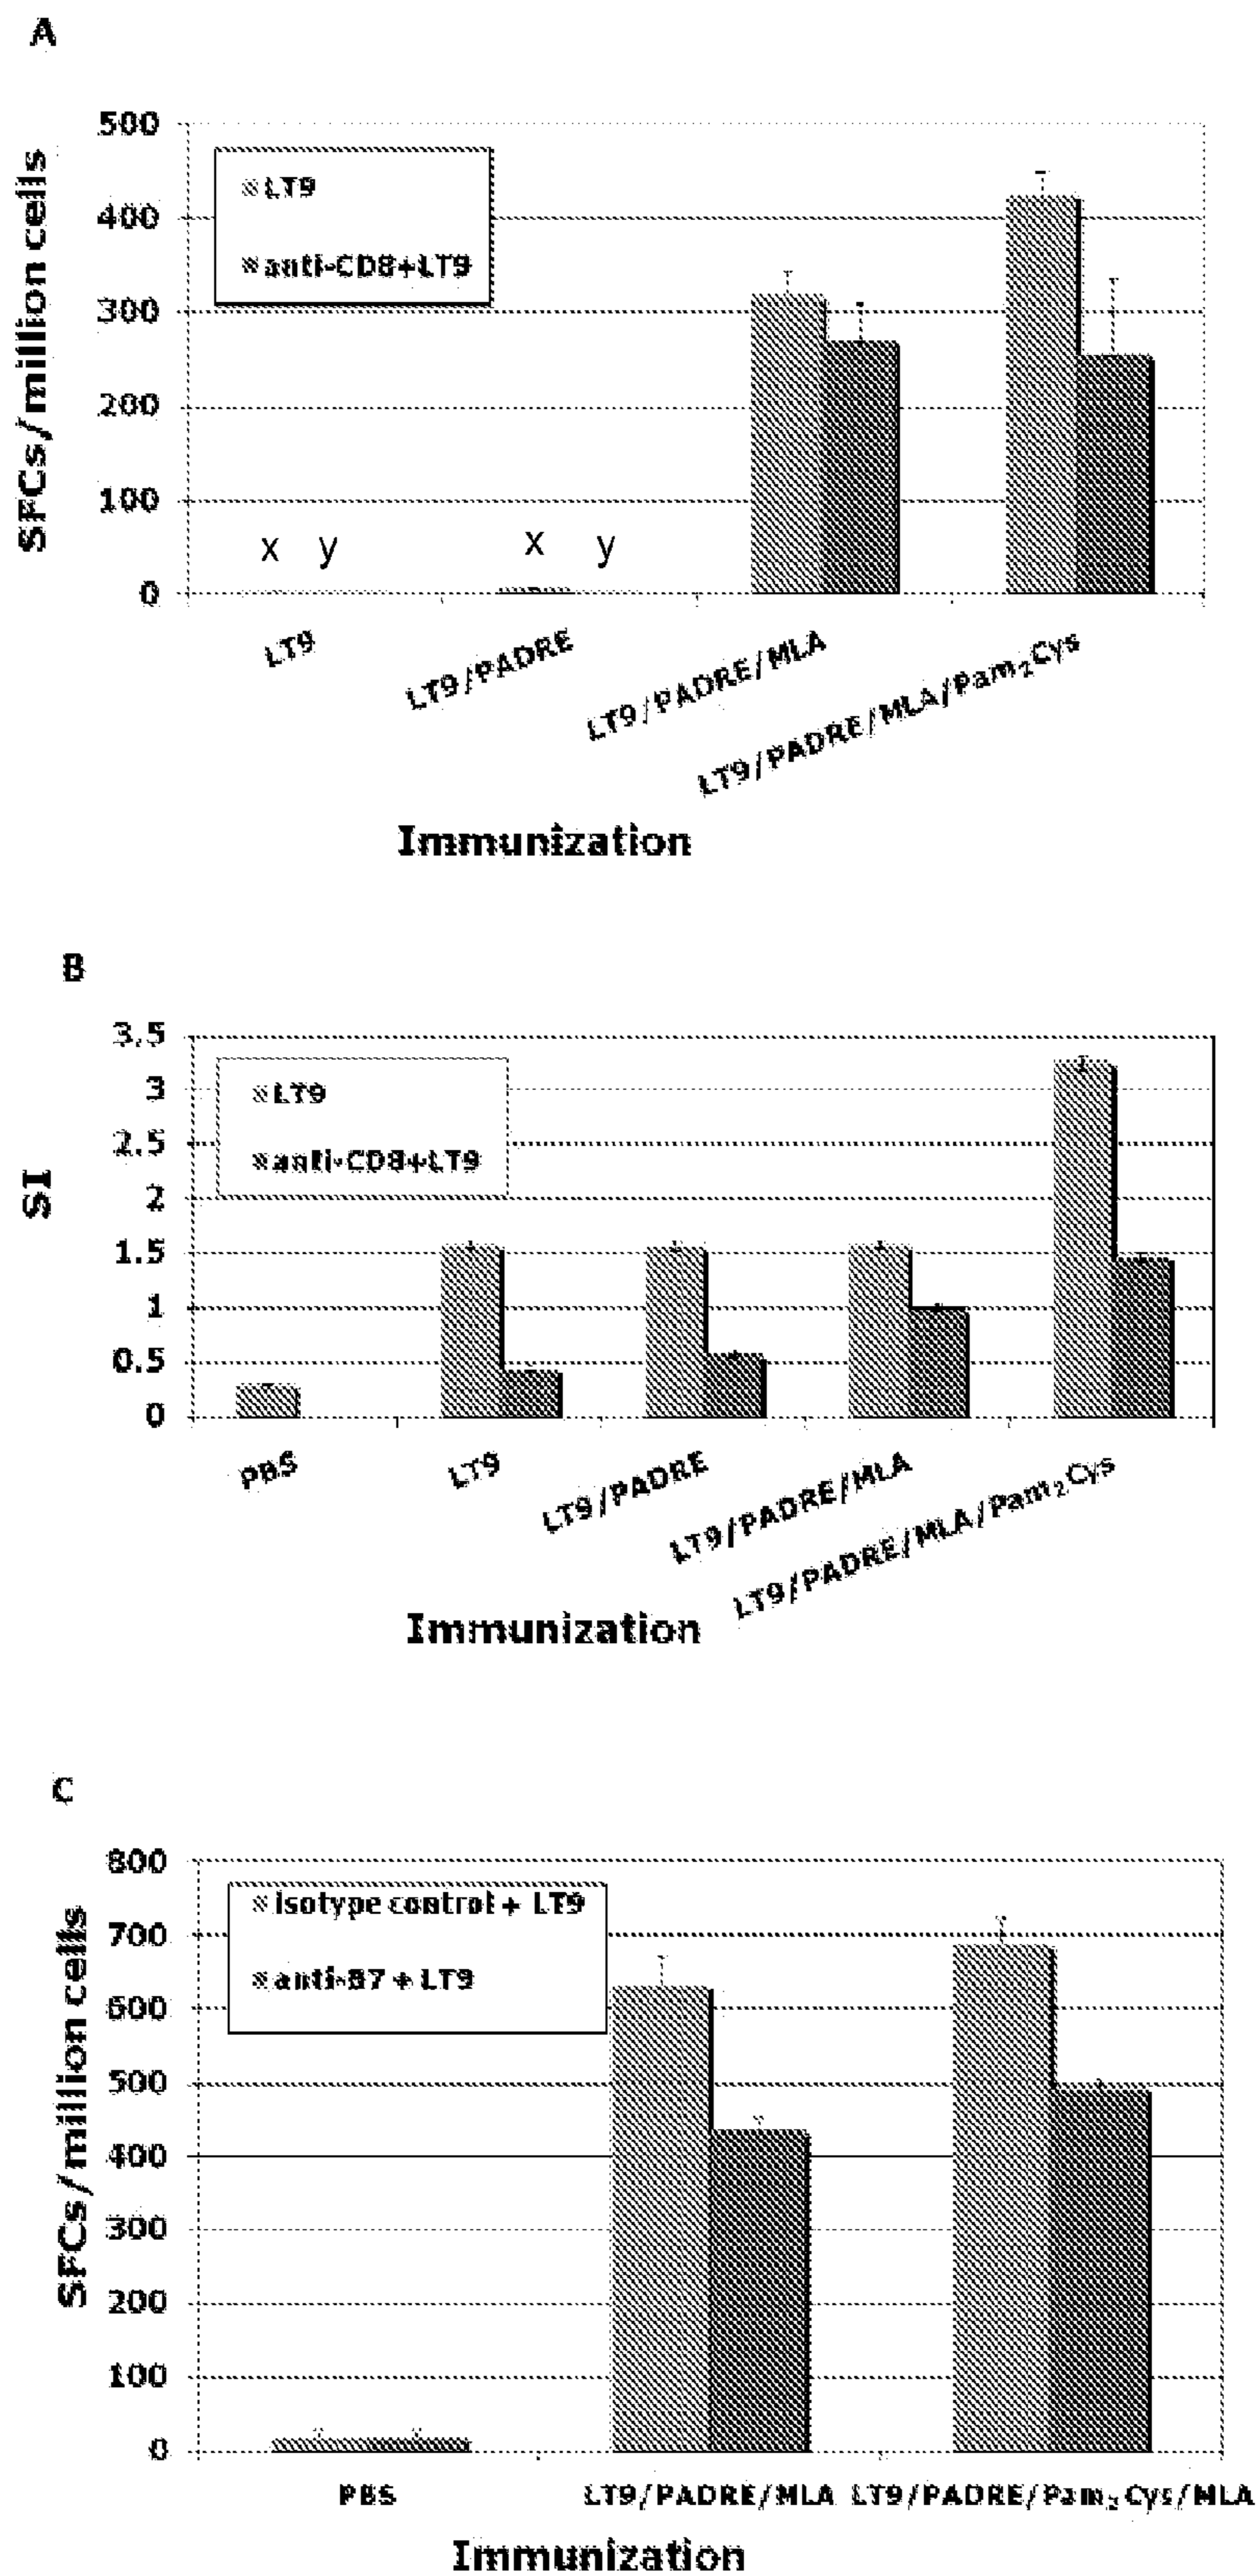 A
500
400
300
200
100
0
SFCs/million cells
LT9
anti-CD8+LT9
x y
x y
LT9
LT9/PADRE
LT9/PADRE/MLA
LT9/PADRE/MLA/Pam₂Cys
Immunization
B
3.5
3
2.5
2
1.5
1
0.5
0
SI
LT9
anti-CD8+LT9
PBS
LT9
LT9/PADRE
LT9/PADRE/MLA
LT9/PADRE/MLA/Pam₂Cys
Immunization
C
800
700
600
500
400
300
200
100
0
SFCs/million cells
Isotype control + LT9
anti-B7 + LT9
PBS
LT9/PADRE/MLA
LT9/PADRE/Pam₂Cys/MLA
Immunization